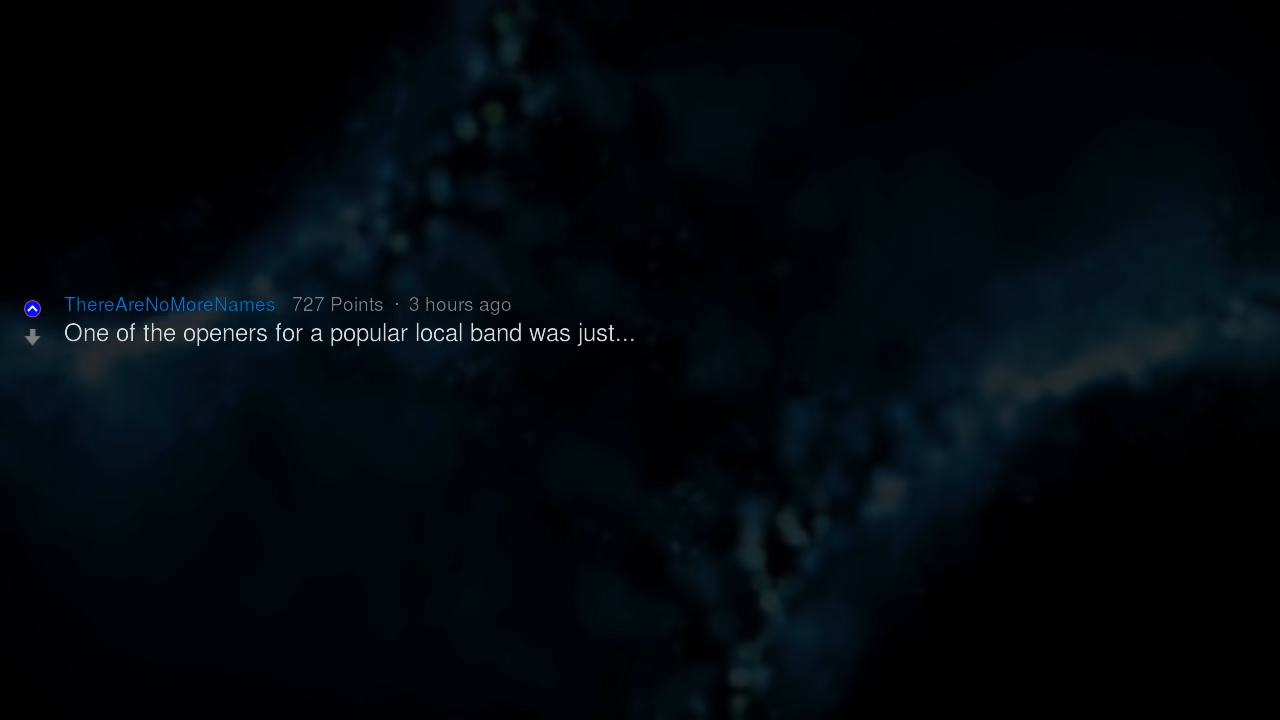 ThereAreNoMoreNames 727 Points · 3 hours ago
One of the openers for a popular local band was just...